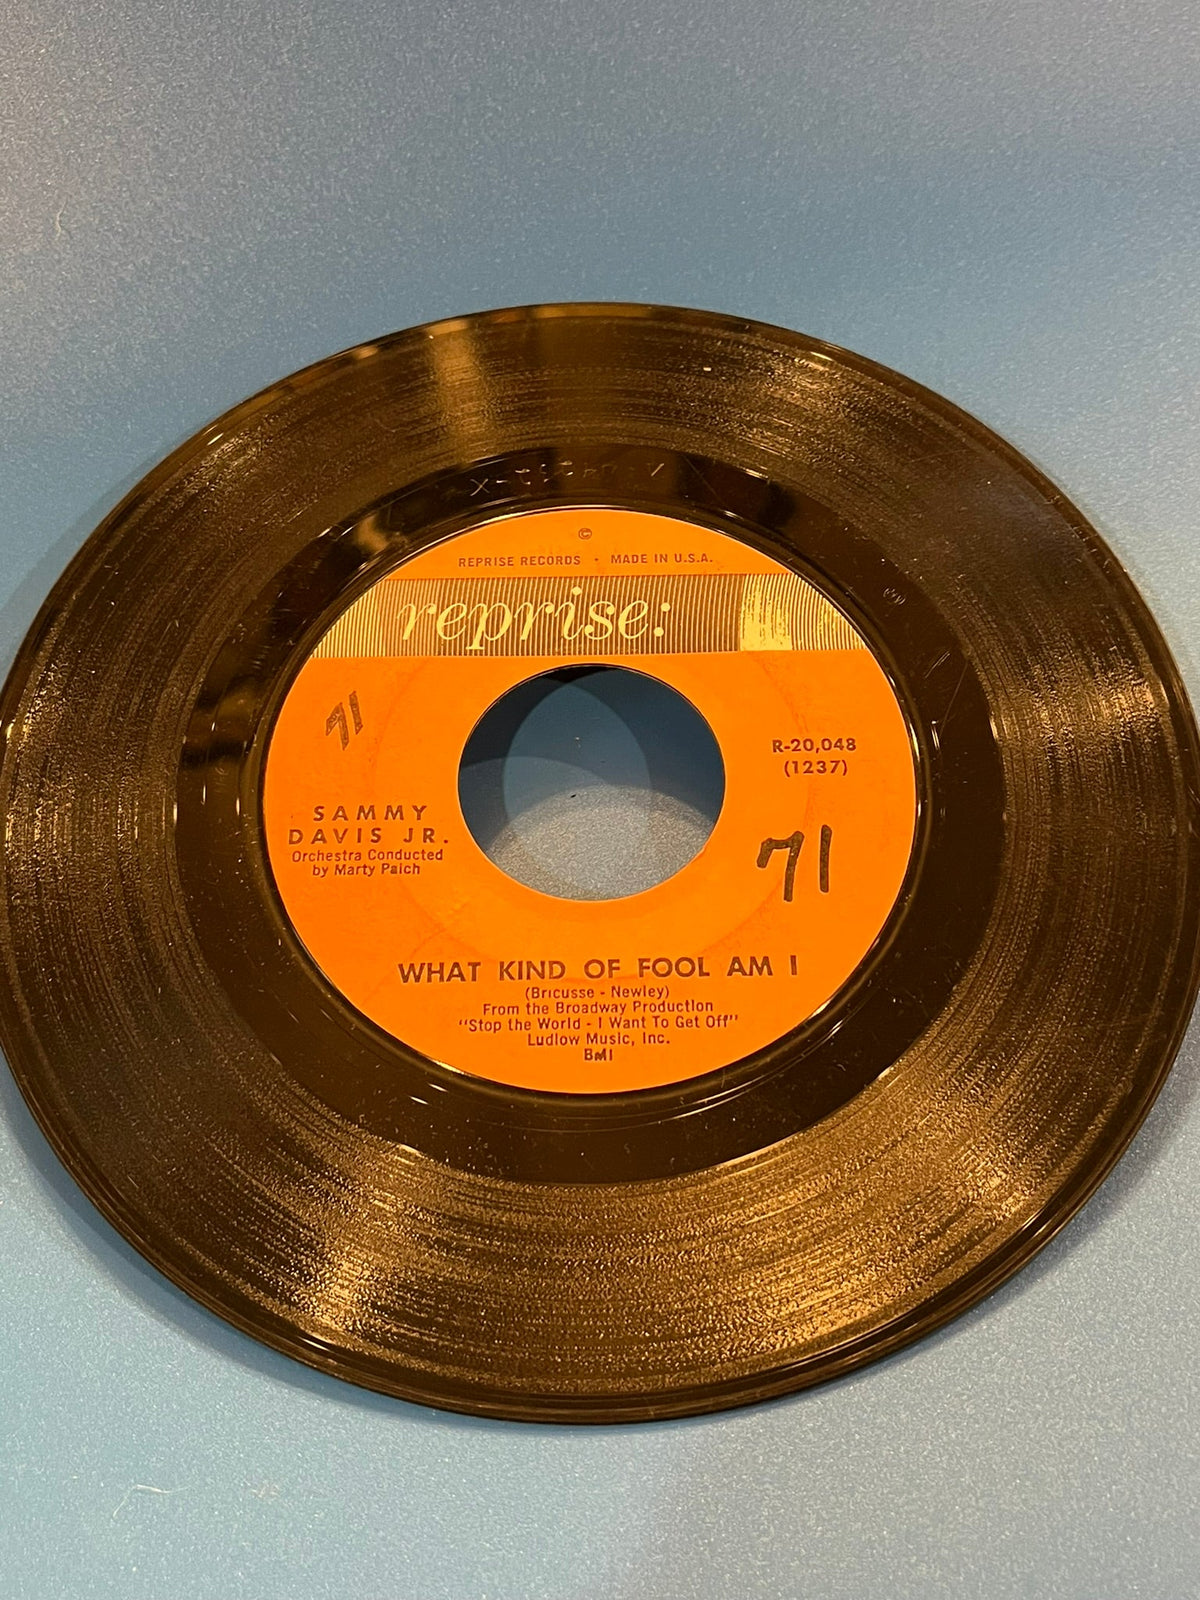 ©
REPRISE RECORDS • MADE IN U.S.A.
reprise:
71
R-20,048
(1237)
SAMMY
DAVIS JR.
Orchestra Conducted
by Marty Paich
71
WHAT KIND OF FOOL AM I
(Bricusse - Newley)
From the Broadway Production
"Stop the World - I Want To Get Off"
Ludlow Music, Inc.
BMI